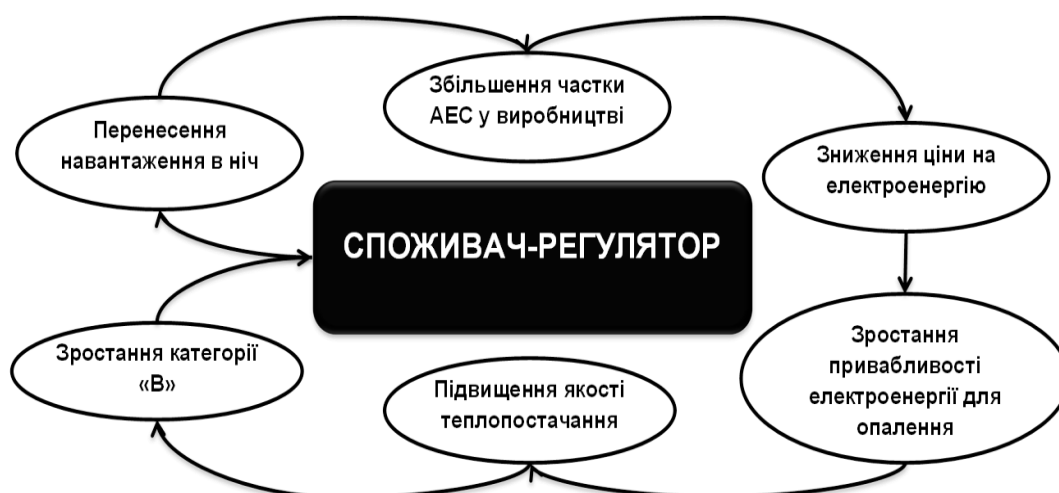 Перенесення
навантаження в ніч
Збільшення частки
АЕС у виробництві
Зниження ціни на
електроенергію
СПОЖИВАЧ-РЕГУЛЯТОР
Зростання категорії
«В»
Підвищення якості
теплопостачання
Зростання
привабливості
електроенергії для
опалення